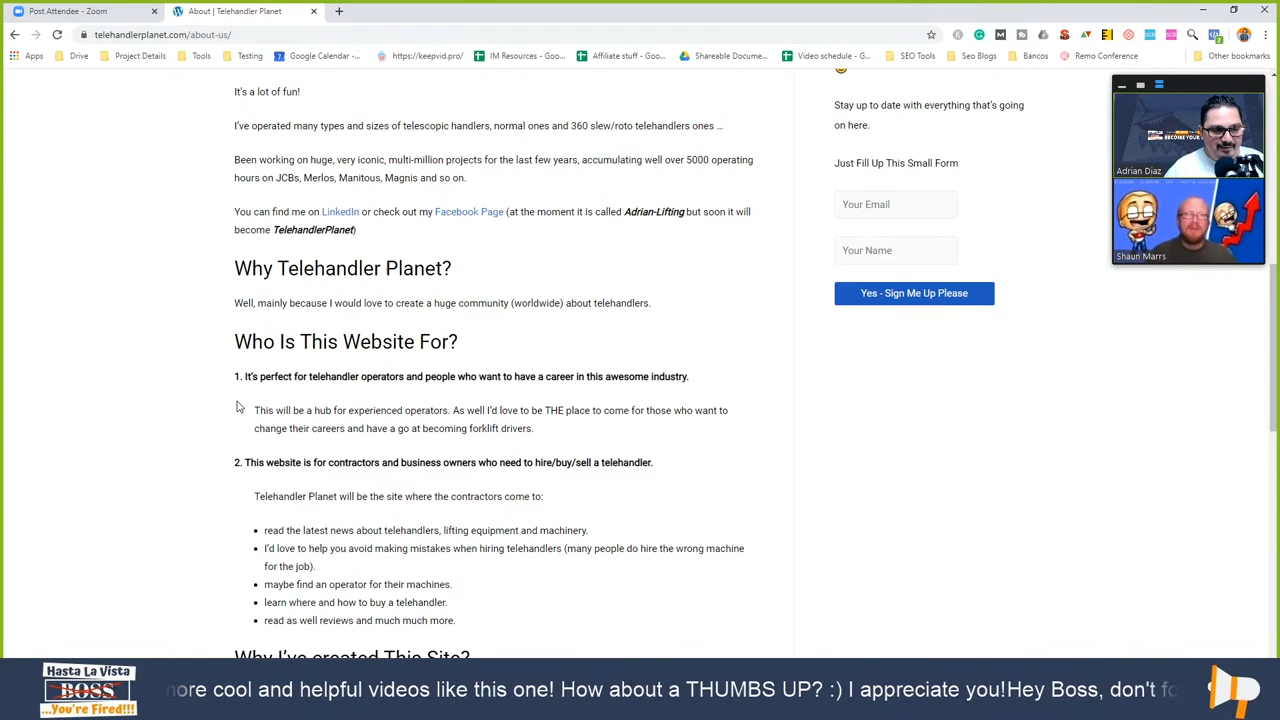 Post Attendee - Zoom
About | Telehandler Planet
telehandlerplanet.com/about-us/
Apps
Drive
Project Details
Tools
Testing
Google Calendar -...
https://keepvid.pro/
IM Resources - Goo...
Affiliate stuff - Goo...
Shareable Docume...
Video schedule - G...
SEO Tools
Seo Blogs
Bancos
Remo Conference
Other bookmarks
It's a lot of fun!
I've operated many types and sizes of telescopic handlers, normal ones and 360 slew/roto telehandlers ones …
Been working on huge, very iconic, multi-million projects for the last few years, accumulating well over 5000 operating
hours on JCBs, Merlos, Manitous, Magnis and so on.
You can find me on LinkedIn or check out my Facebook Page (at the moment it is called Adrian-Lifting but soon it will
become TelehandlerPlanet)
Why Telehandler Planet?
Well, mainly because I would love to create a huge community (worldwide) about telehandlers.
Who Is This Website For?
1. It's perfect for telehandler operators and people who want to have a career in this awesome industry.
This will be a hub for experienced operators. As well I'd love to be THE place to come for those who want to
change their careers and have a go at becoming forklift drivers.
2. This website is for contractors and business owners who need to hire/buy/sell a telehandler.
Telehandler Planet will be the site where the contractors come to:
read the latest news about telehandlers, lifting equipment and machinery.
I'd love to help you avoid making mistakes when hiring telehandlers (many people do hire the wrong machine
for the job).
maybe find an operator for their machines.
learn where and how to buy a telehandler.
read as well reviews and much much more.
Why I've created This Site?
Stay up to date with everything that's going
on here.
Just Fill Up This Small Form
Your Email
Your Name
Yes - Sign Me Up Please
Adrian Diaz
Shaun Marrs
Hasta La Vista
BOSS
...You're Fired!!!
more cool and helpful videos like this one! How about a THUMBS UP? :) I appreciate you!Hey Boss, don't fo